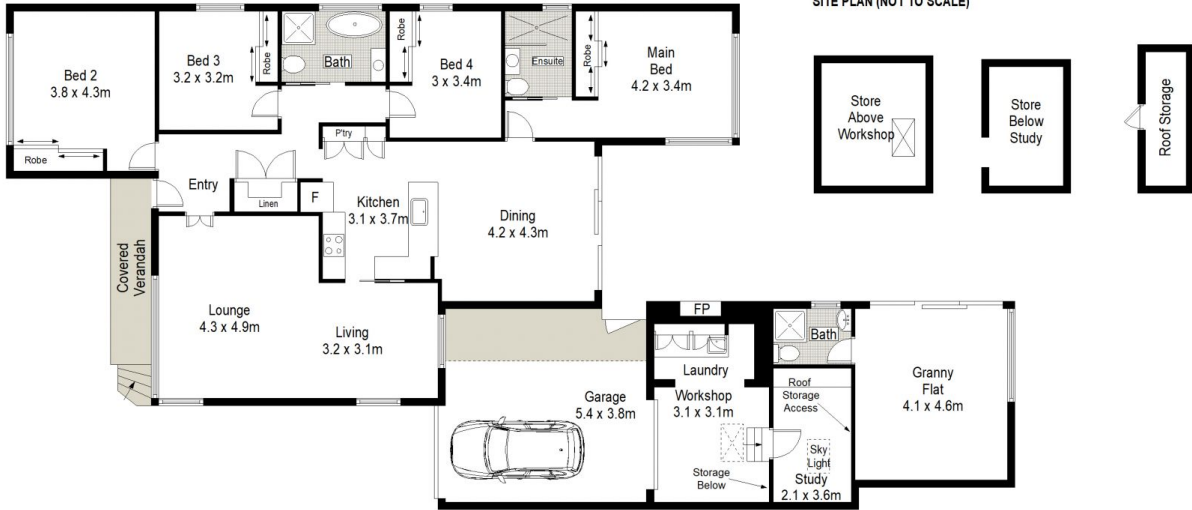 SITE PLAN (NOT TO SCALE)
Bed 2
3.8 x 4.3m
Robe
Bed 3
3.2 x 3.2m
Robe
Bath
Robe
Bed 4
3 x 3.4m
Ensuite
Robe
Main
Bed
4.2 x 3.4m
Store
Above
Workshop
Store
Below
Study
Roof Storage
P'try
Entry
Linen
F
Kitchen
3.1 x 3.7m
Dining
4.2 x 4.3m
Covered
Verandah
Lounge
4.3 x 4.9m
Living
3.2 x 3.1m
FP
Laundry
Bath
Garage
5.4 x 3.8m
Workshop
3.1 x 3.1m
Storage
Below
Roof
Storage
Access
Sky
Light
Study
2.1 x 3.6m
Granny
Flat
4.1 x 4.6m